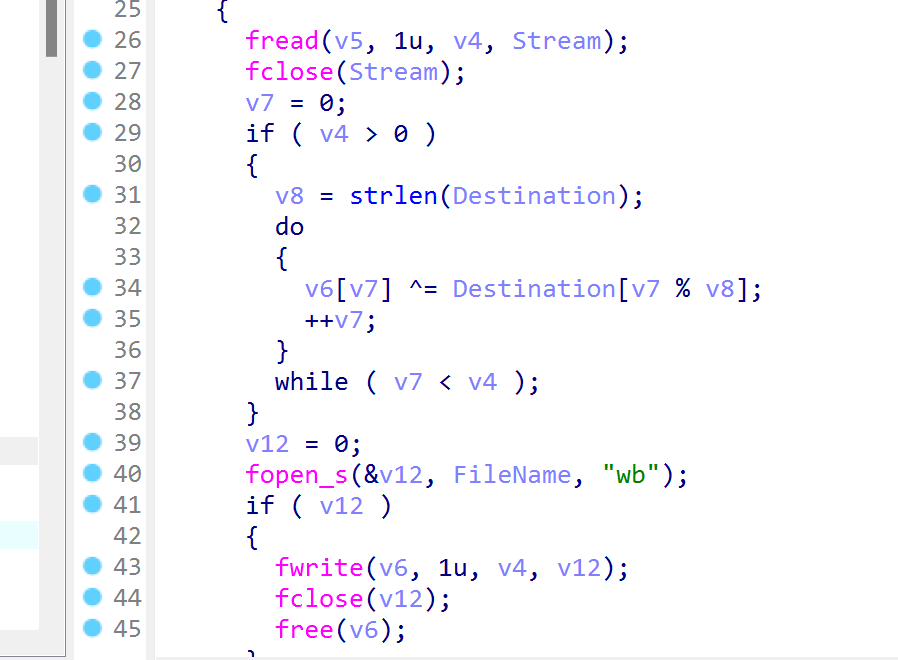 25 {
26 fread(v5, 1u, v4, Stream);
27 fclose(Stream);
28 v7 = 0;
29 if ( v4 > 0 )
30 {
31 v8 = strlen(Destination);
32 do
33 {
34 v6[v7] ^= Destination[v7 % v8];
35 ++v7;
36 }
37 while ( v7 < v4 );
38 }
39 v12 = 0;
40 fopen_s(&v12, FileName, "wb");
41 if ( v12 )
42 {
43 fwrite(v6, 1u, v4, v12);
44 fclose(v12);
45 free(v6);
}